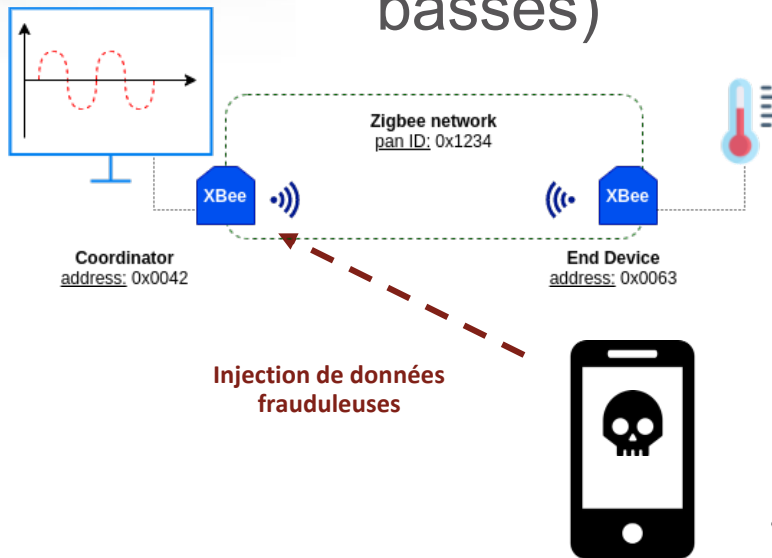 basses)
Zigbee network
pan ID: 0x1234
XBee
XBee
Coordinator
address: 0x0042
End Device
address: 0x0063
Injection de données
frauduleuses